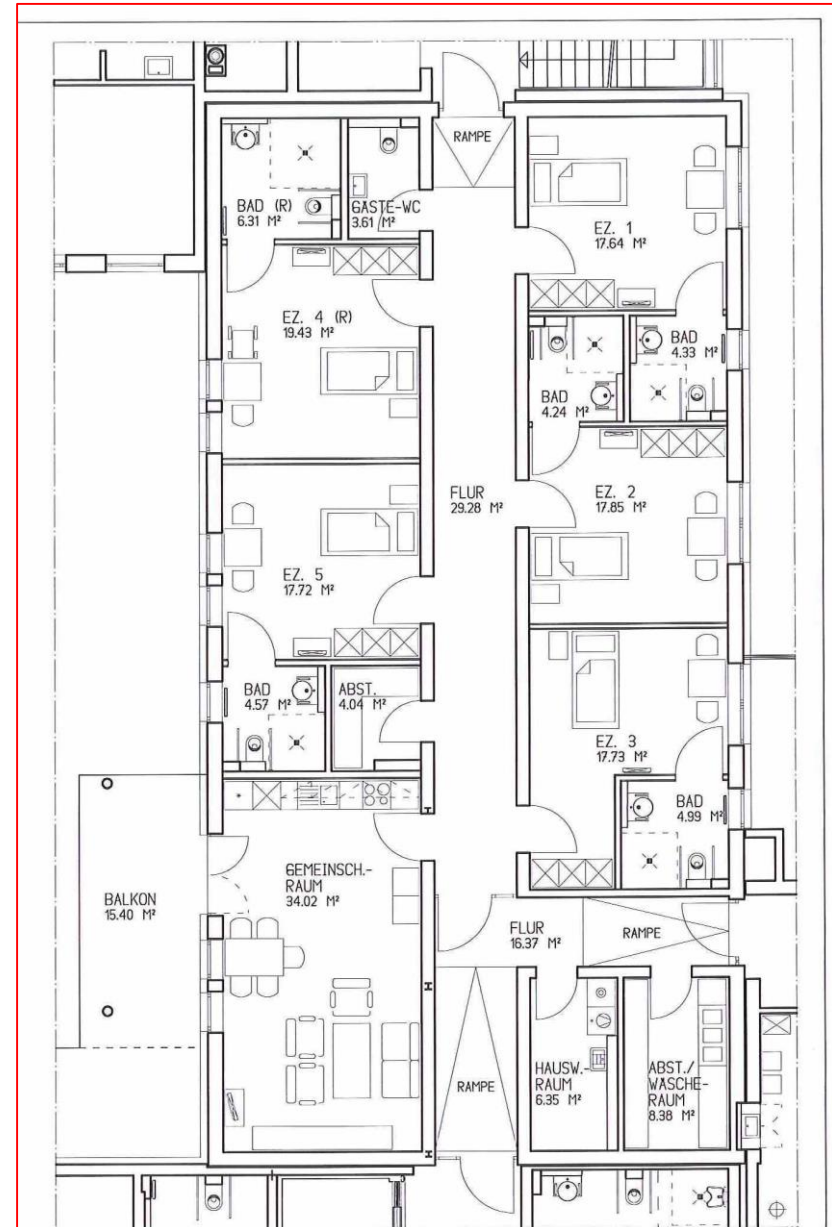 RAMPE
BAD (R)
6.31 M²
GÄSTE-WC
3.61 M²
EZ. 1
17.64 M²
EZ. 4 (R)
19.43 M²
BAD
4.33 M²
BAD
4.24 M²
FLUR
29.28 M²
EZ. 2
17.85 M²
EZ. 5
17.72 M²
BAD
4.57 M²
ABST.
4.04 M²
EZ. 3
17.73 M²
BAD
4.99 M²
GEMEINSCH.-
RAUM
34.02 M²
BALKON
15.40 M²
FLUR
16.37 M²
RAMPE
RAMPE
HAUSW.-
RAUM
6.35 M²
ABST./
WÄSCHE-
RAUM
8.38 M²